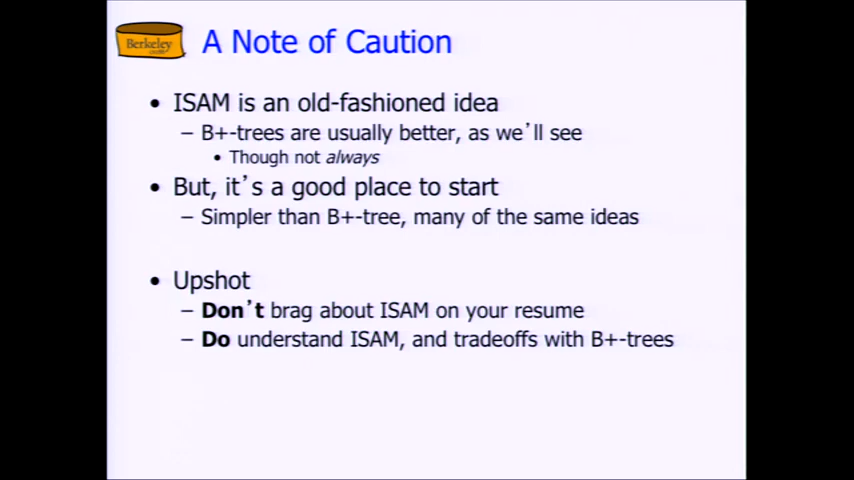 Berkeley
A Note of Caution
• ISAM is an old-fashioned idea
– B+-trees are usually better, as we'll see
• Though not always
• But, it's a good place to start
– Simpler than B+-tree, many of the same ideas
• Upshot
– Don't brag about ISAM on your resume
– Do understand ISAM, and tradeoffs with B+-trees